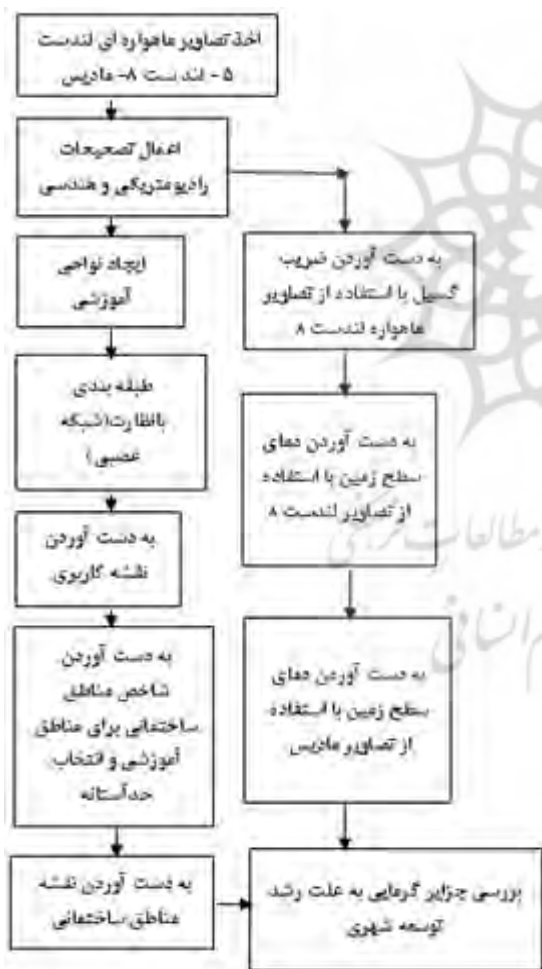 اخذ تصاویر ماهواره ای لندست
۵ - لندست ۸- مادیس
اعمال تصحیحات
رادیومتریکی و هندسی
ایجاد نواحی
آموزشی
طبقه بندی
بانظارت(شبکه
عصبی)
به دست آوردن
نقشه کاربری
به دست آوردن
شاخص مناطق
ساختمانی برای مناطق
آموزشی و انتخاب
حدآستانه
به دست آوردن نقشه
مناطق ساختمانی
به دست آوردن ضریب
گسیل با استفاده از تصاویر
ماهواره لندست ۸
به دست آوردن دمای
سطح زمین با استفاده
از تصاویر لندست ۸
به دست آوردن دمای
سطح زمین با استفاده
از تصاویر مادیس
بررسی جزایر گرمایی به علت رشد
توسعه شهری
مطالعات فرهنگی
انسانی